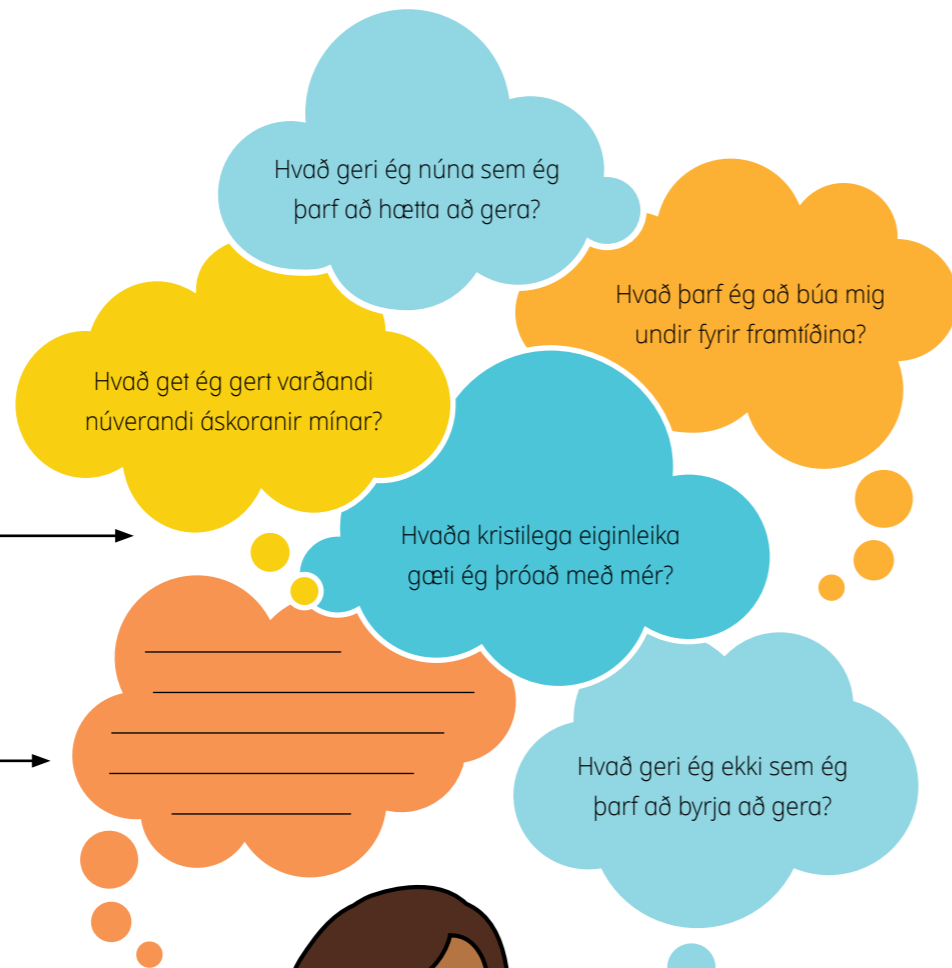 Hvað geri ég núna sem ég
þarf að hætta að gera?
Hvað þarf ég að búa mig
undir fyrir framtíðina?
Hvað get ég gert varðandi
núverandi áskoranir mínar?
Hvaða kristilega eiginleika
gæti ég þróað með mér?
Hvað geri ég ekki sem ég
þarf að byrja að gera?